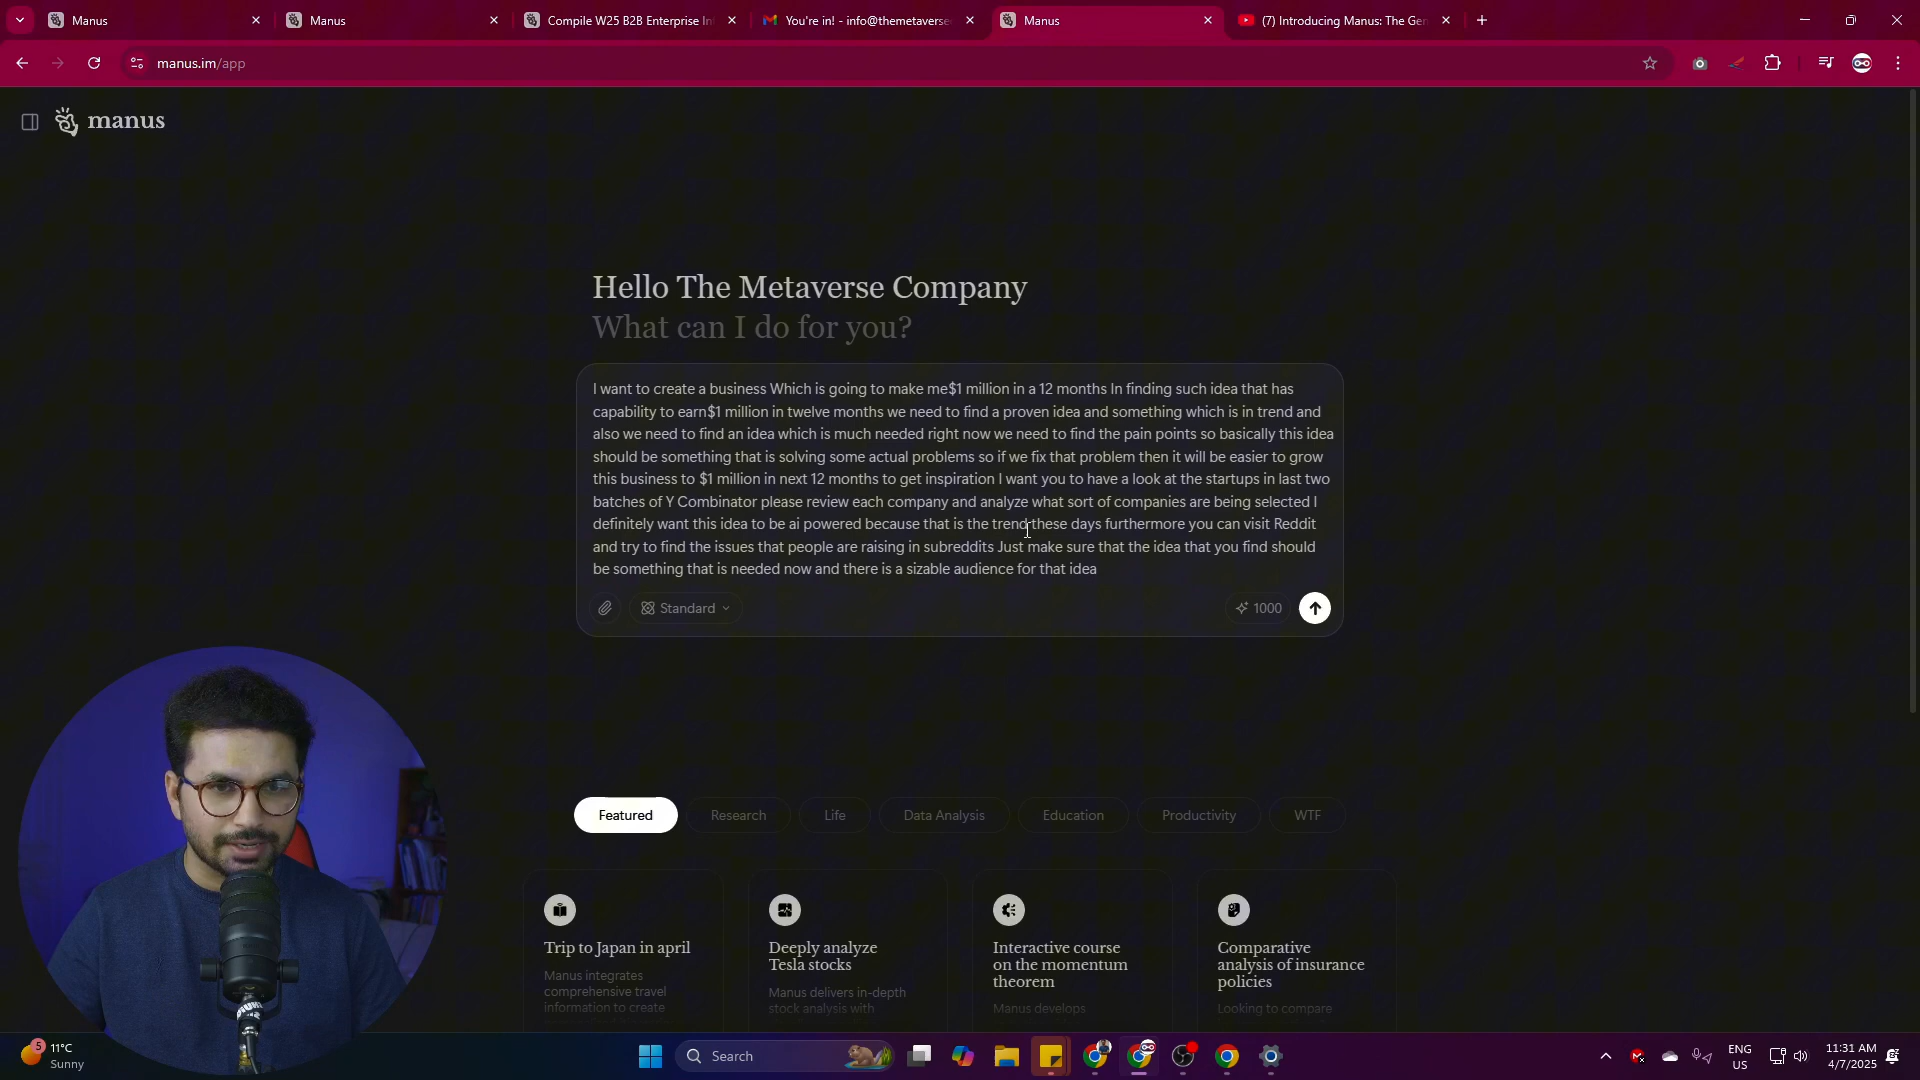 Manus
Manus
Compile W25 B2B Enterprise In
You're in! - info@themetaverse
Manus
(7) Introducing Manus: The Gen
manus.im/app
manus
Hello The Metaverse Company
What can I do for you?
I want to create a business Which is going to make me$1 million in a 12 months In finding such idea that has
capability to earn$1 million in twelve months we need to find a proven idea and something which is in trend and
also we need to find an idea which is much needed right now we need to find the pain points so basically this idea
should be something that is solving some actual problems so if we fix that problem then it will be easier to grow
this business to $1 million in next 12 months to get inspiration I want you to have a look at the startups in last two
batches of Y Combinator please review each company and analyze what sort of companies are being selected I
definitely want this idea to be ai powered because that is the trend these days furthermore you can visit Reddit
and try to find the issues that people are raising in subreddits Just make sure that the idea that you find should
be something that is needed now and there is a sizable audience for that idea
Standard
1000
Featured
Research
Life
Data Analysis
Education
Productivity
WTF
Trip to Japan in april
Manus integrates
comprehensive travel
information to create
Deeply analyze
Tesla stocks
Manus delivers in-depth
stock analysis with
Interactive course
on the momentum
theorem
Manus develops
Comparative
analysis of insurance
policies
Looking to compare
5
11°C
Sunny
Search
ENG
US
11:31 AM
4/7/2025